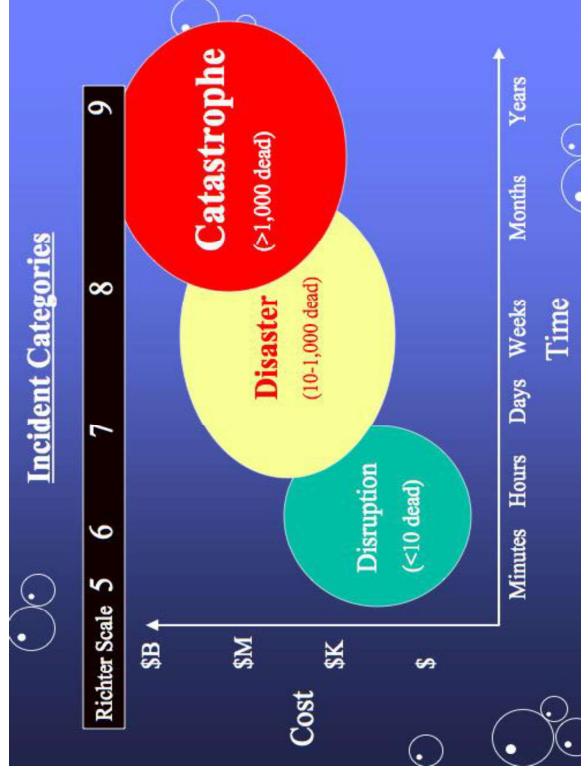 Incident Categories
Richter Scale 5 6 7 8 9
$B
$M
$K
$
Cost
Catastrophe
(>1,000 dead)
Disaster
(10-1,000 dead)
Disruption
(<10 dead)
Minutes Hours Days Weeks Months Years
Time